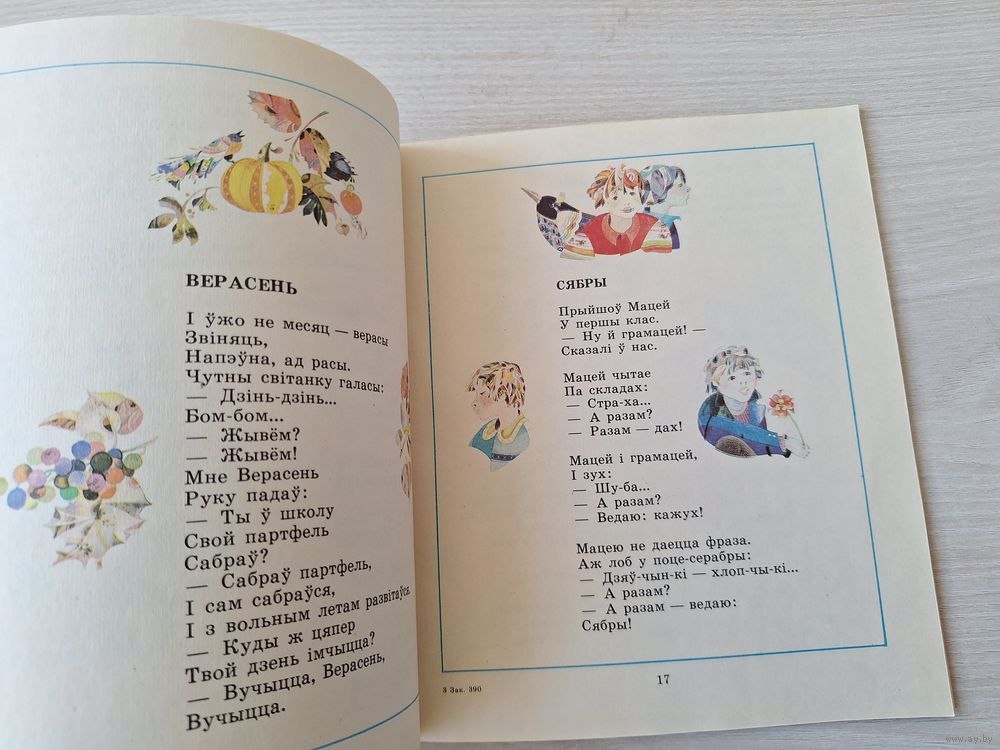 ВЕРАСЕНЬ
І ўжо не месяц — верасы
Звіняць,
Напэўна, ад расы.
Чутны світанку галасы:
— Дзінь-дзінь...
Бом-бом...
— Жывём?
— Жывём!
Мне Верасень
Руку падаў:
— Ты ў школу
Свой партфель
Сабраў?
— Сабраў партфель,
І сам сабраўся,
І з вольным летам развітаўся.
— Куды ж цяпер
Твой дзень імчыцца?
— Вучыцца, Верасень,
Вучыцца.
СЯБРЫ
Прыйшоў Мацей
У першы клас.
— Ну й грамацей! —
Сказалі ў нас.
Мацей чытае
Па складах:
— Стра-ха...
— А разам?
— Разам — дах!
Мацей і грамацей,
І зух:
— Шу-ба...
— А разам?
— Ведаю: кажух!
Мацею не даецца фраза.
Аж лоб у поце-серабры:
— Дзяў-чын-кі — хлоп-чы-кі...
— А разам?
— А разам — ведаю:
Сябры!
3 Зак. 390
17
www.ay.by